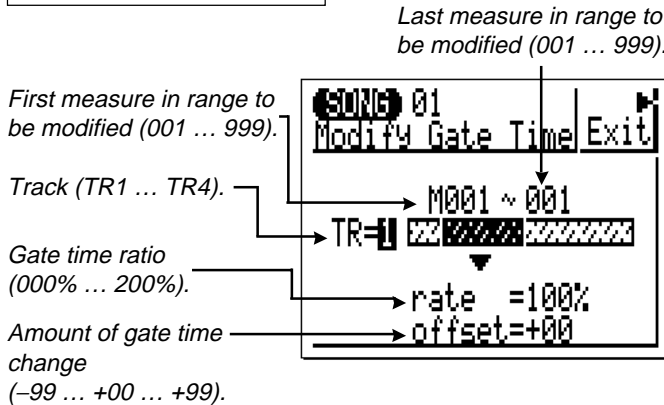 Last measure in range to
be modified (001 … 999).
First measure in range to
be modified (001 … 999).
Track (TR1 … TR4).
Gate time ratio
(000% … 200%).
Amount of gate time
change
(–99 … +00 … +99).
SONG 01
Modify Gate Time
Exit
M001 ~ 001
TR=1
rate =100%
offset=+00